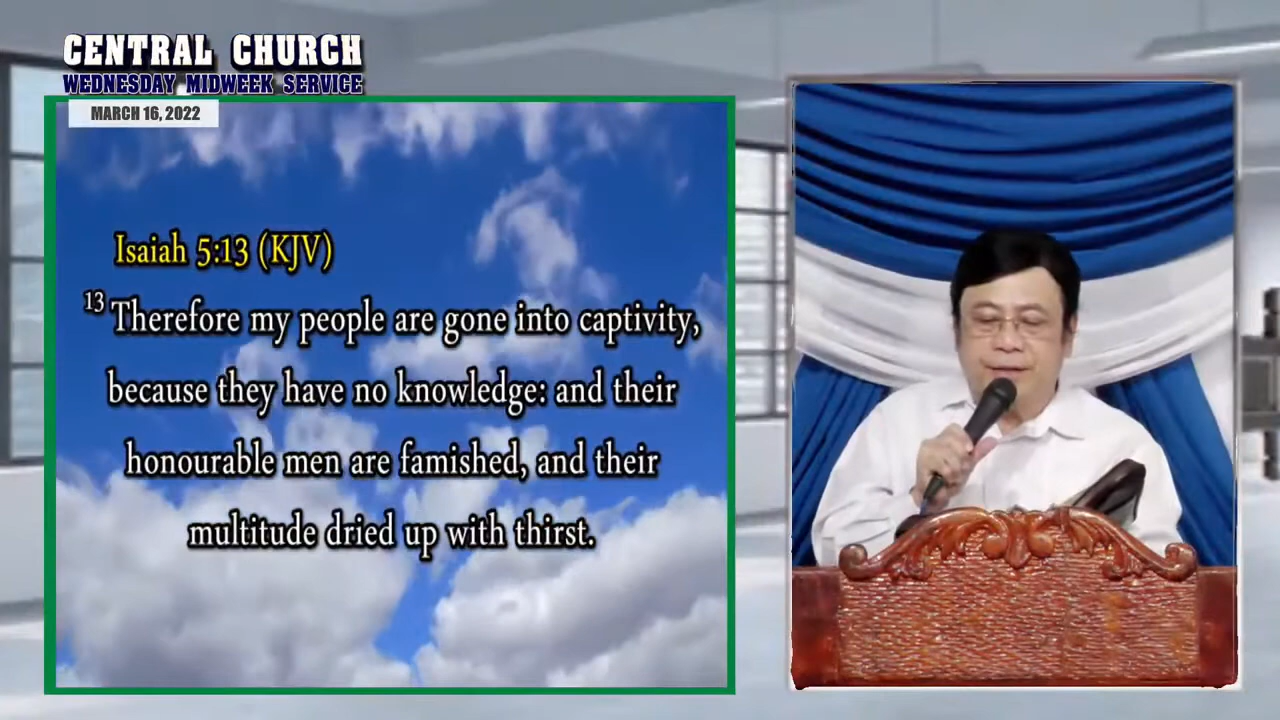 CENTRAL CHURCH
WEDNESDAY MIDWEEK SERVICE
MARCH 16, 2022
Isaiah 5:13 (KJV)
13 Therefore my people are gone into captivity,
because they have no knowledge: and their
honourable men are famished, and their
multitude dried up with thirst.